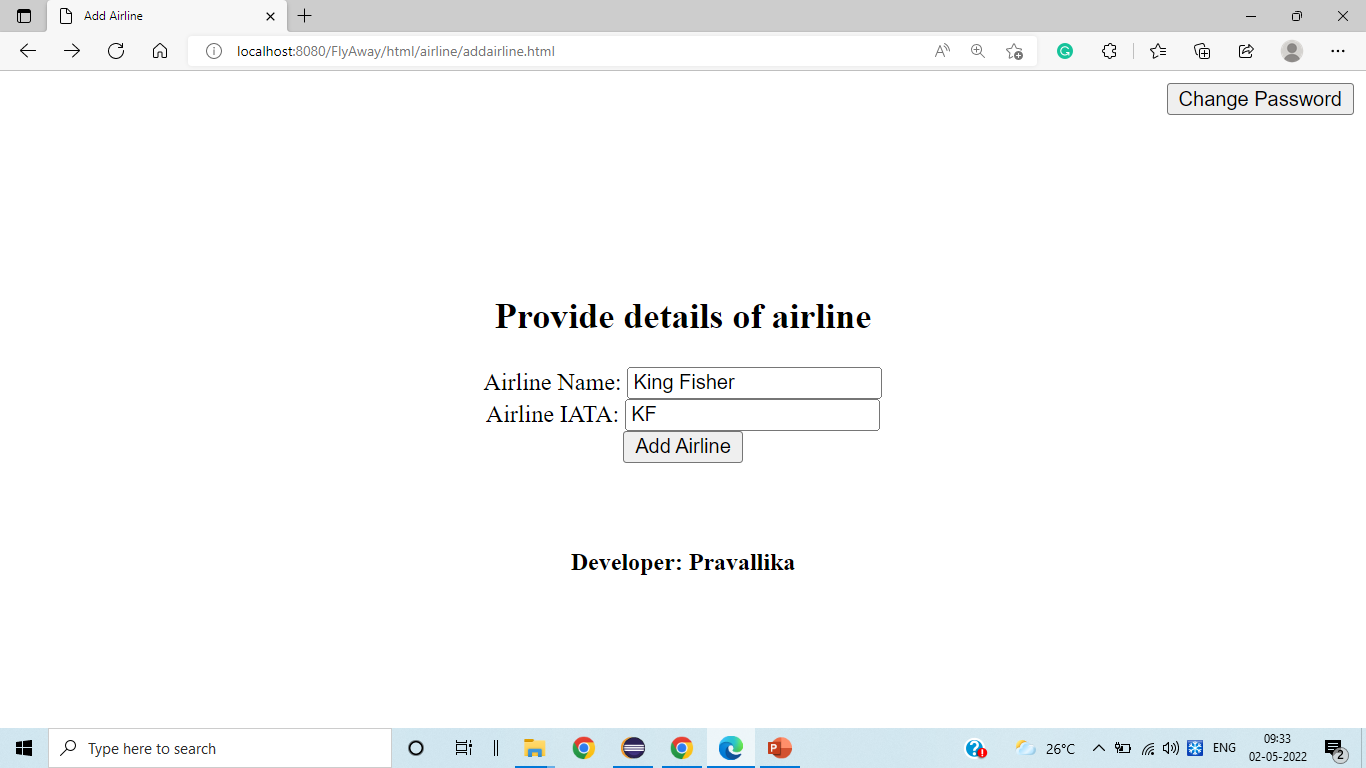 Add Airline
localhost:8080/FlyAway/html/airline/addairline.html
Change Password
Provide details of airline
Airline Name: King Fisher
Airline IATA: KF
Add Airline
Developer: Pravallika
Type here to search
26°C
ENG
09:33
02-05-2022
2